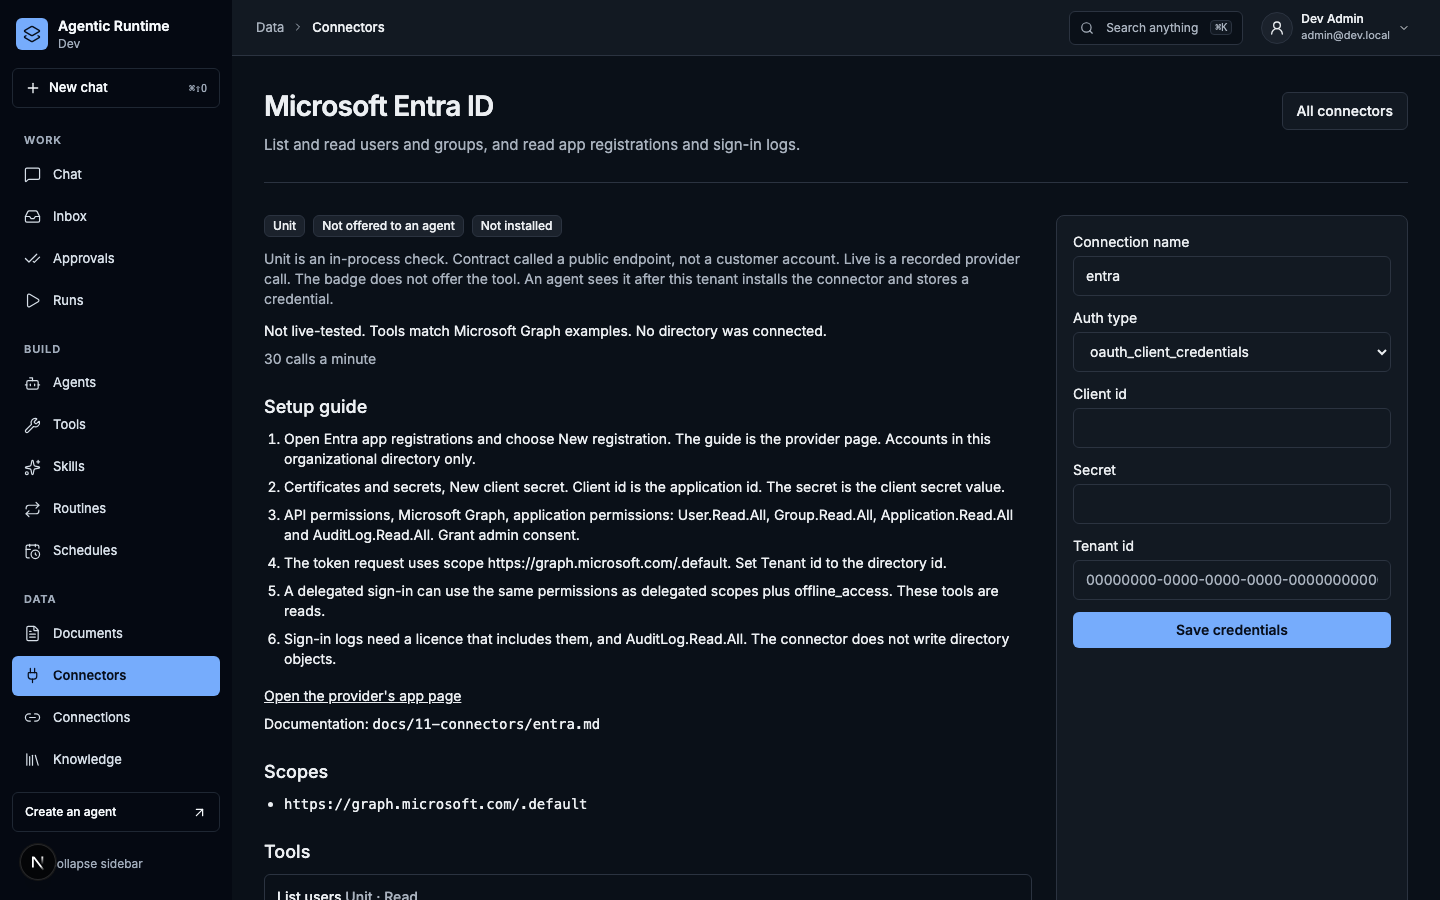 Agentic Runtime
Dev
New chat
⌘⇧O
WORK
Chat
Inbox
Approvals
Runs
BUILD
Agents
Tools
Skills
Routines
Schedules
DATA
Documents
Connectors
Connections
Knowledge
Create an agent
N
ollapse sidebar
Data
Connectors
Search anything
⌘K
Dev Admin
admin@dev.local
Microsoft Entra ID
List and read users and groups, and read app registrations and sign-in logs.
All connectors
Unit
Not offered to an agent
Not installed
Unit is an in-process check. Contract called a public endpoint, not a customer account. Live is a recorded provider
call. The badge does not offer the tool. An agent sees it after this tenant installs the connector and stores a
credential.
Not live-tested. Tools match Microsoft Graph examples. No directory was connected.
30 calls a minute
Setup guide
1. Open Entra app registrations and choose New registration. The guide is the provider page. Accounts in this
organizational directory only.
2. Certificates and secrets, New client secret. Client id is the application id. The secret is the client secret value.
3. API permissions, Microsoft Graph, application permissions: User.Read.All, Group.Read.All, Application.Read.All
and AuditLog.Read.All. Grant admin consent.
4. The token request uses scope https://graph.microsoft.com/.default. Set Tenant id to the directory id.
5. A delegated sign-in can use the same permissions as delegated scopes plus offline_access. These tools are
reads.
6. Sign-in logs need a licence that includes them, and AuditLog.Read.All. The connector does not write directory
objects.
Open the provider's app page
Documentation: docs/11-connectors/entra.md
Scopes
• https://graph.microsoft.com/.default
Tools
List users Unit · Read
Connection name
entra
Auth type
oauth_client_credentials
Client id
Secret
Tenant id
00000000-0000-0000-0000-00000000000
Save credentials